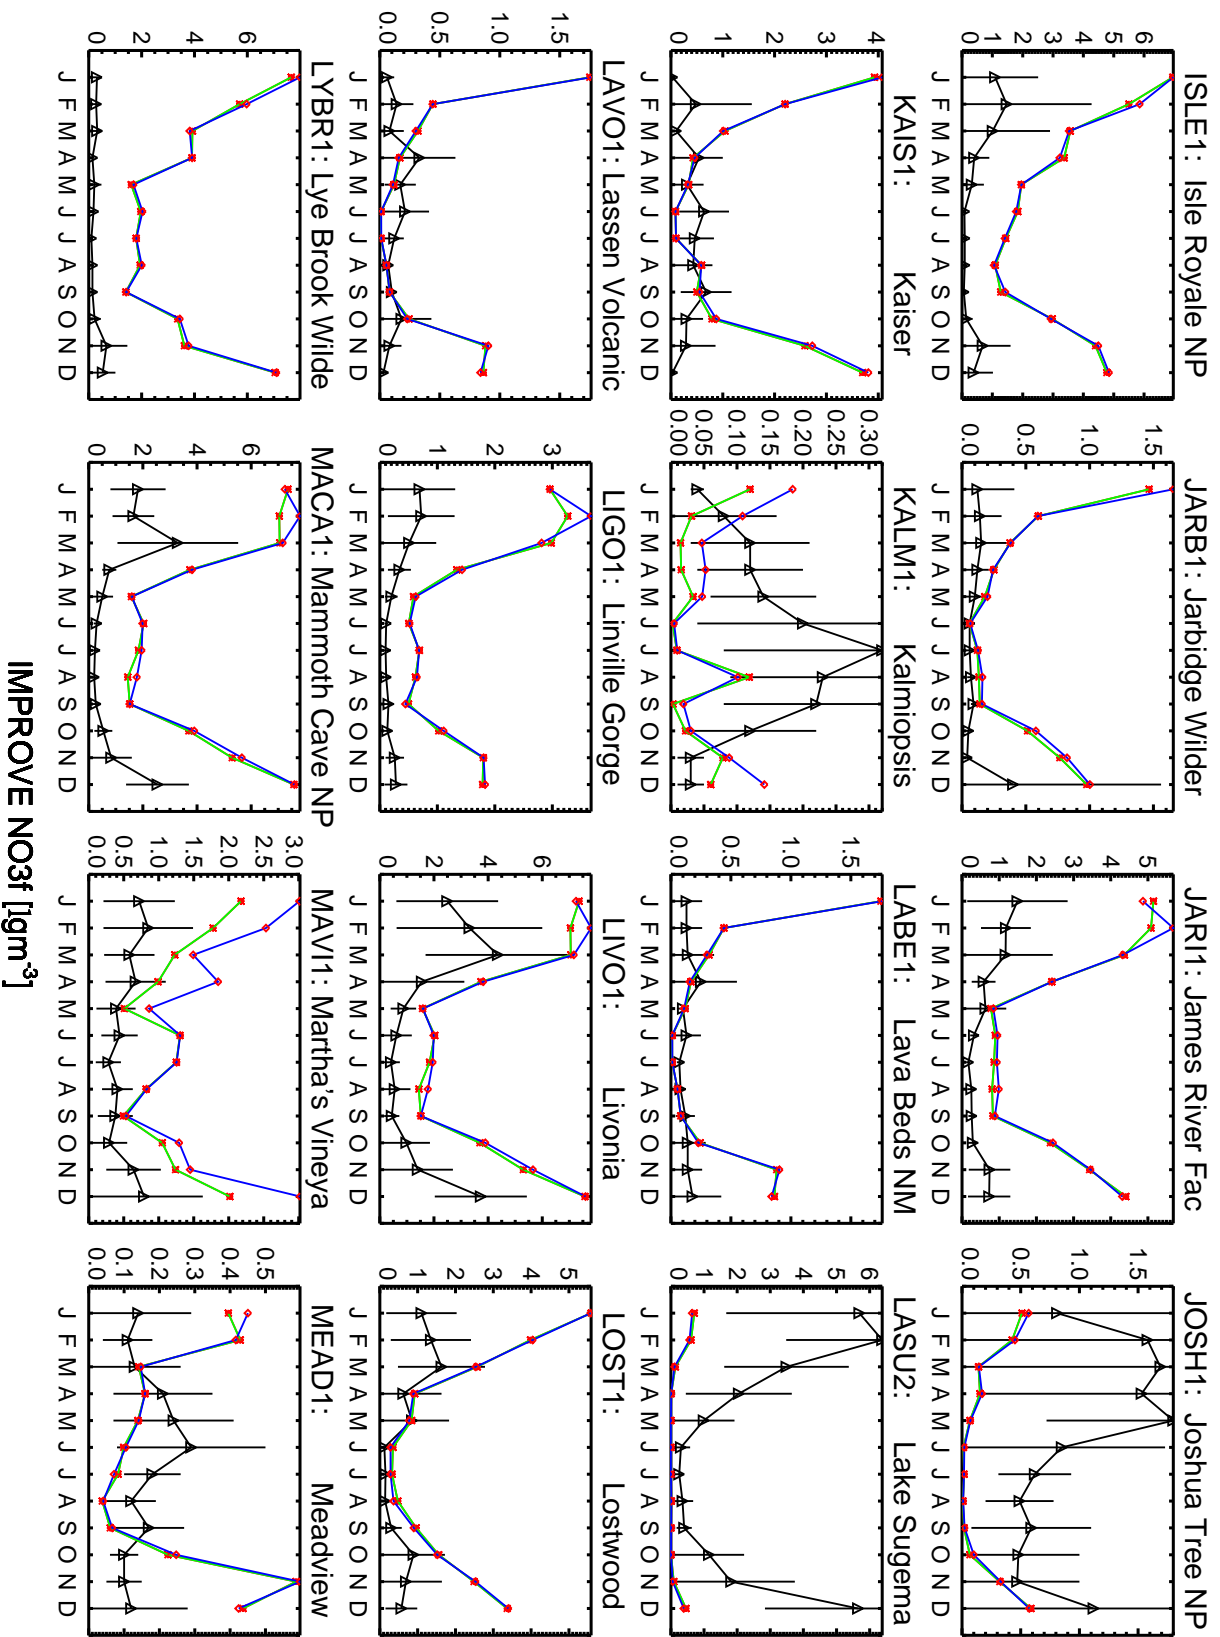 ISLE1: Isle Royale NP
6
4
3
2
1
0
J F M A M J J A S O N D
JARB1: Jarbidge Wilder
1.5
1.0
0.5
0.0
J F M A M J J A S O N D
JARI1: James River Fac
5
4
3
2
1
0
J F M A M J J A S O N D
JOSH1: Joshua Tree NP
1.5
1.0
0.5
0.0
J F M A M J J A S O N D
KAIS1: Kaiser
4
3
2
1
0
J F M A M J J A S O N D
KALM1: Kalmiopsis
0.30
0.20
0.15
0.10
0.05
0.00
J F M A M J J A S O N D
LABE1: Lava Beds NM
1.5
1.0
0.5
0.0
J F M A M J J A S O N D
LASU2: Lake Sugema
6
5
4
3
2
1
0
J F M A M J J A S O N D
LAVO1: Lassen Volcanic
1.5
0.5
0.0
J F M A M J J A S O N D
LIGO1: Linville Gorge
3
2
1
0
J F M A M J J A S O N D
LIVO1: Livonia
6
4
2
0
J F M A M J J A S O N D
LOST1: Lostwood
5
3
2
1
0
J F M A M J J A S O N D
LYBR1: Lye Brook Wilde
6
4
2
0
J F M A M J J A S O N D
MACA1: Mammoth Cave NP
6
4
2
0
J F M A M J J A S O N D
MAVI1: Martha's Vineya
3.0
2.0
1.5
1.0
0.5
0.0
J F M A M J J A S O N D
MEAD1: Meadview
0.5
0.4
0.2
0.1
0.0
J F M A M J J A S O N D
IMPROVE NO3f [1gm⁻³]